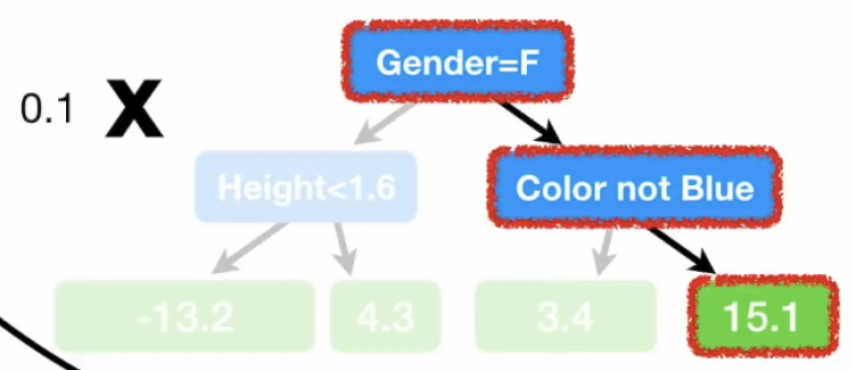 Gender=F
0.1 X
Height<1.6
Color not Blue
-13.2
4.3
3.4
15.1